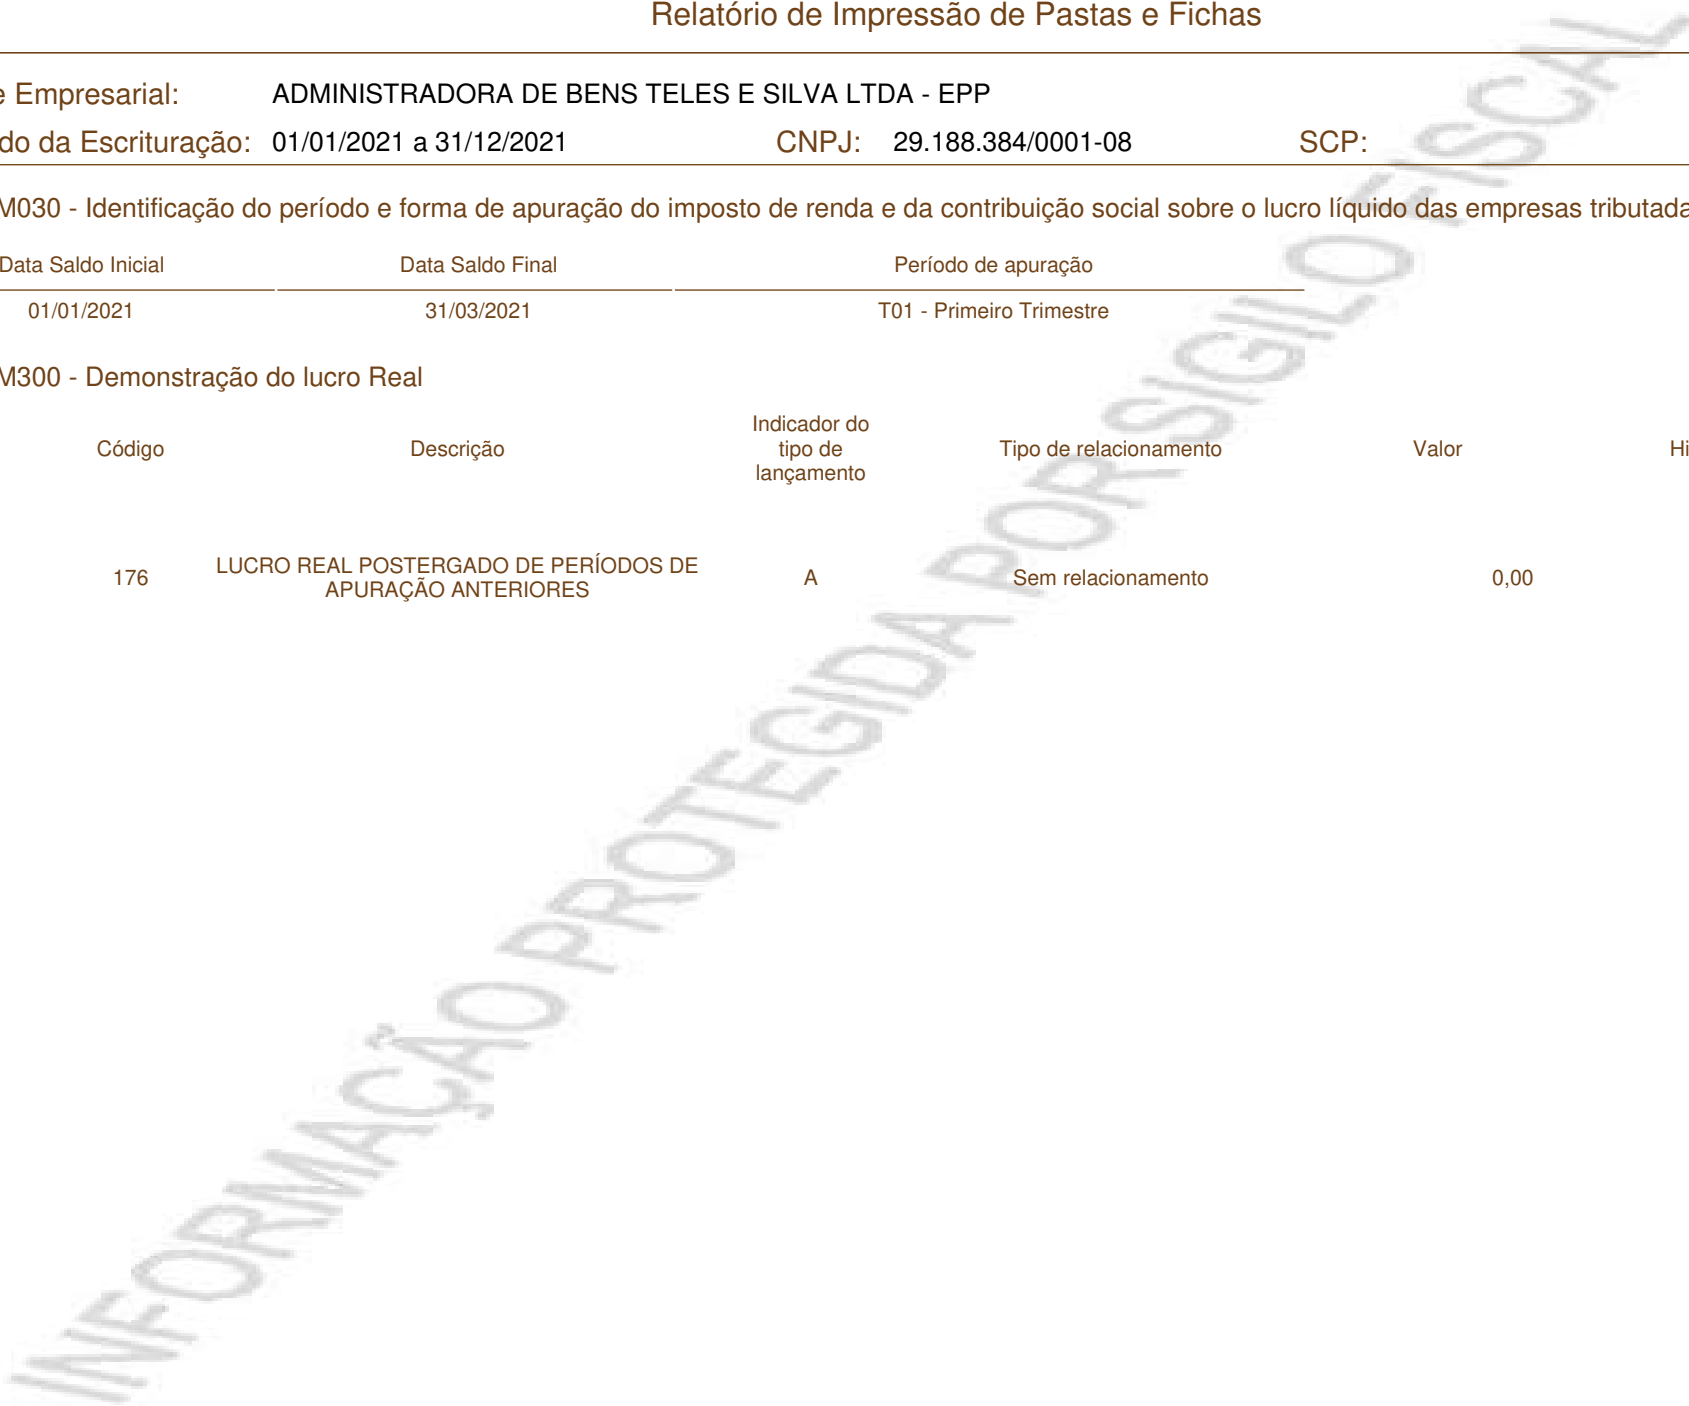 Relatório de Impressão de Pastas e Fichas
e Empresarial: ADMINISTRADORA DE BENS TELES E SILVA LTDA - EPP
do da Escrituração: 01/01/2021 a 31/12/2021 CNPJ: 29.188.384/0001-08 SCP:
M030 - Identificação do período e forma de apuração do imposto de renda e da contribuição social sobre o lucro líquido das empresas tributada
Data Saldo Inicial Data Saldo Final Período de apuração
01/01/2021 31/03/2021 T01 - Primeiro Trimestre
M300 - Demonstração do lucro Real
Código Descrição Indicador do tipo de lançamento Tipo de relacionamento Valor Hi
176 LUCRO REAL POSTERGADO DE PERÍODOS DE APURAÇÃO ANTERIORES A Sem relacionamento 0,00
INFORMAÇÃO PROTEGIDA POR SIGILO FISCAL